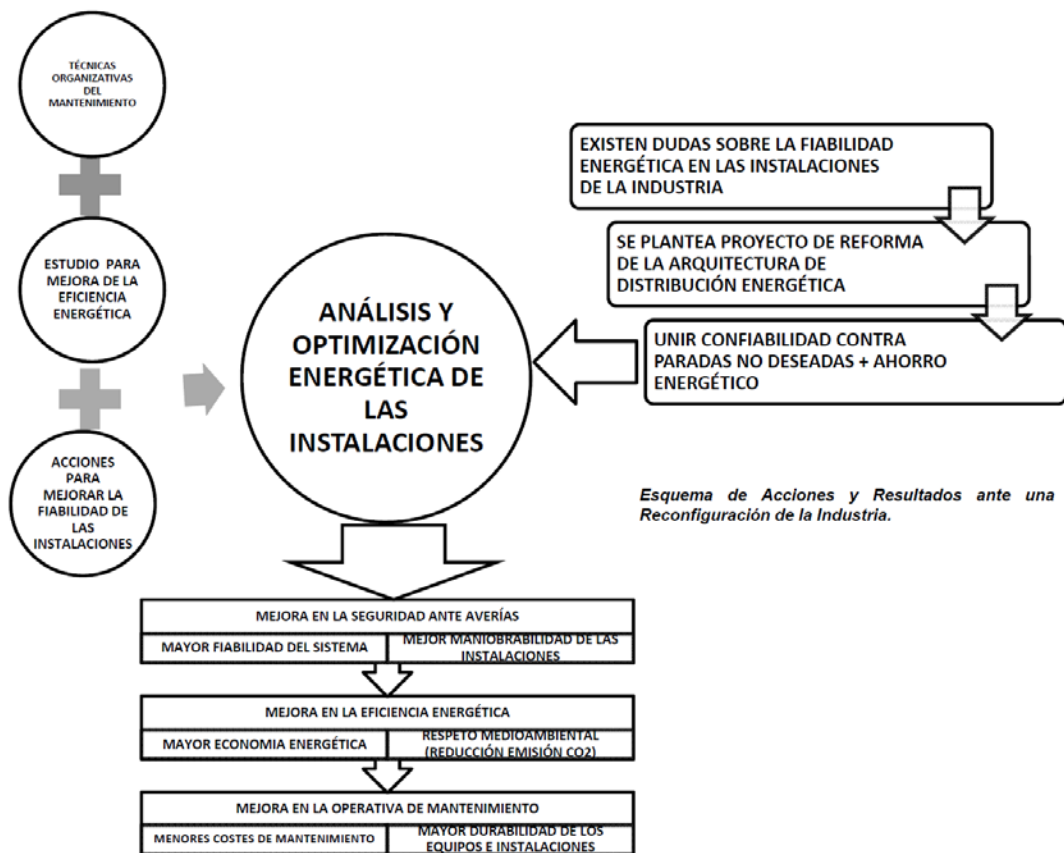 TÉCNICAS
ORGANIZATIVAS
DEL
MANTENIMIENTO
ESTUDIO PARA
MEJORA DE LA
EFICIENCIA
ENERGÉTICA
ACCIONES
PARA
MEJORAR LA
FIABILIDAD DE
LAS
INSTALACIONES
ANÁLISIS Y
OPTIMIZACIÓN
ENERGÉTICA DE
LAS
INSTALACIONES
EXISTEN DUDAS SOBRE LA FIABILIDAD
ENERGÉTICA EN LAS INSTALACIONES
DE LA INDUSTRIA
SE PLANTEA PROYECTO DE REFORMA
DE LA ARQUITECTURA DE
DISTRIBUCIÓN ENERGÉTICA
UNIR CONFIABILIDAD CONTRA
PARADAS NO DESEADAS + AHORRO
ENERGÉTICO
Esquema de Acciones y Resultados ante una
Reconfiguración de la Industria.
MEJORA EN LA SEGURIDAD ANTE AVERÍAS
MAYOR FIABILIDAD DEL SISTEMA
MEJOR MANIOBRABILIDAD DE LAS
INSTALACIONES
MEJORA EN LA EFICIENCIA ENERGÉTICA
MAYOR ECONOMIA ENERGÉTICA
RESPETO MEDIOAMBIENTAL
(REDUCCIÓN EMISIÓN CO2)
MEJORA EN LA OPERATIVA DE MANTENIMIENTO
MENORES COSTES DE MANTENIMIENTO
MAYOR DURABILIDAD DE LOS
EQUIPOS E INSTALACIONES